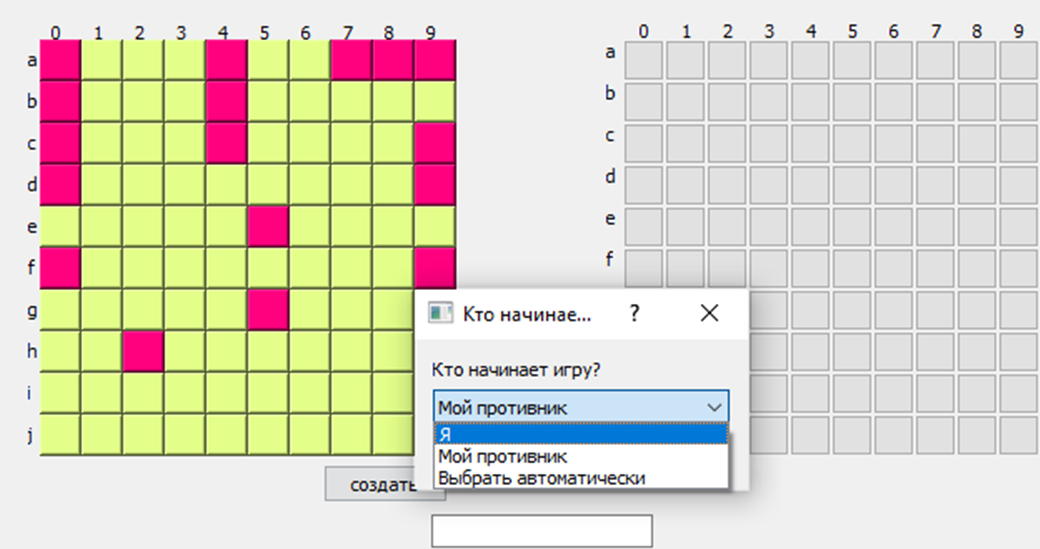 0 1 2 3 4 5 6 7 8 9
a
b
c
d
e
f
g
h
i
j
0 1 2 3 4 5 6 7 8 9
a
b
c
d
e
f
Кто начинае... ?
Кто начинает игру?
Мой противник
Я
Мой противник
Выбрать автоматически
создать